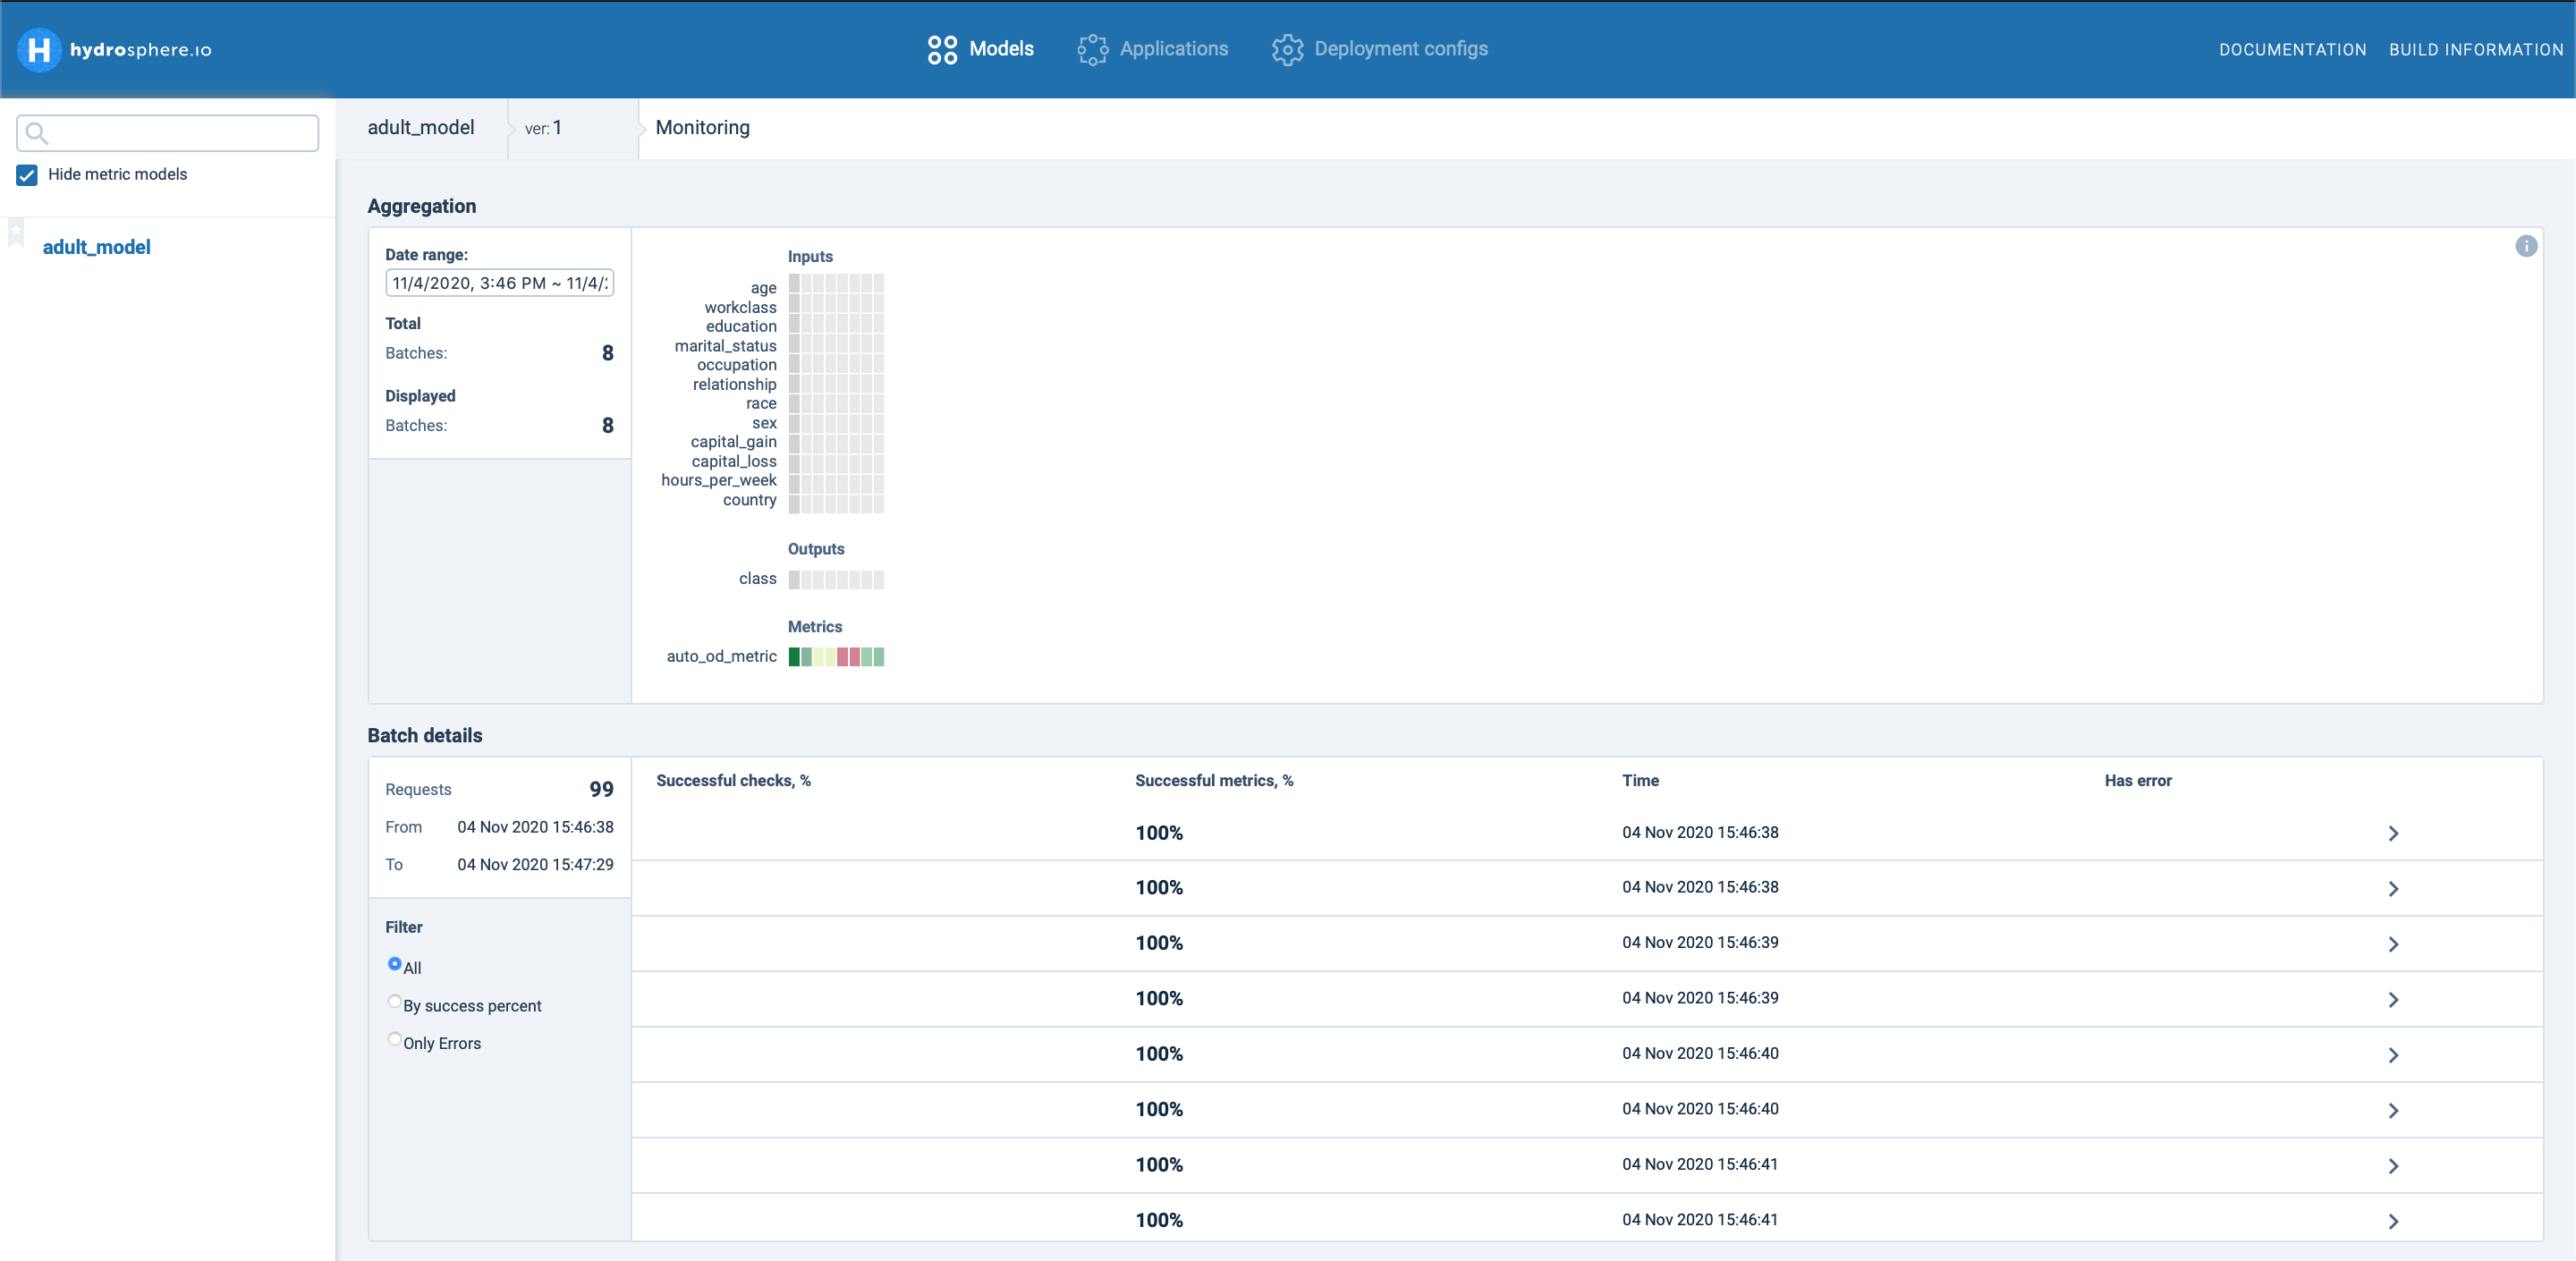 H hydrosphere.io
Models
Applications
Deployment configs
DOCUMENTATION
BUILD INFORMATION
Hide metric models
adult_model
adult_model
ver: 1
Monitoring
Aggregation
Date range:
11/4/2020, 3:46 PM ~ 11/4/
Total
Batches: 8
Displayed
Batches: 8
Inputs
age
workclass
education
marital_status
occupation
relationship
race
sex
capital_gain
capital_loss
hours_per_week
country
Outputs
class
Metrics
auto_od_metric
i
Batch details
Requests 99
From 04 Nov 2020 15:46:38
To 04 Nov 2020 15:47:29
Filter
All
By success percent
Only Errors
Successful checks, % Successful metrics, % Time Has error
100% 04 Nov 2020 15:46:38
100% 04 Nov 2020 15:46:38
100% 04 Nov 2020 15:46:39
100% 04 Nov 2020 15:46:39
100% 04 Nov 2020 15:46:40
100% 04 Nov 2020 15:46:40
100% 04 Nov 2020 15:46:41
100% 04 Nov 2020 15:46:41